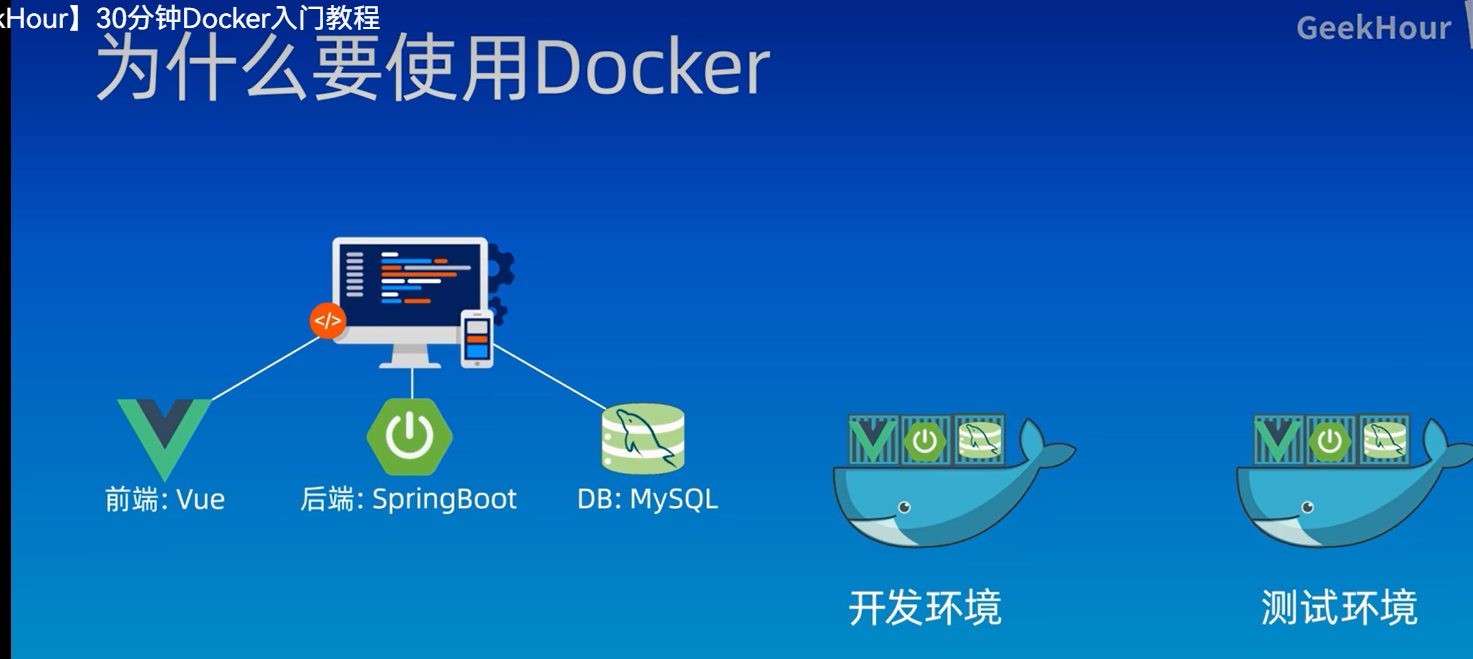 kHour】30分钟Docker入门教程
GeekHour
为什么要使用Docker
</>
前端: Vue
后端: SpringBoot
DB: MySQL
开发环境
测试环境